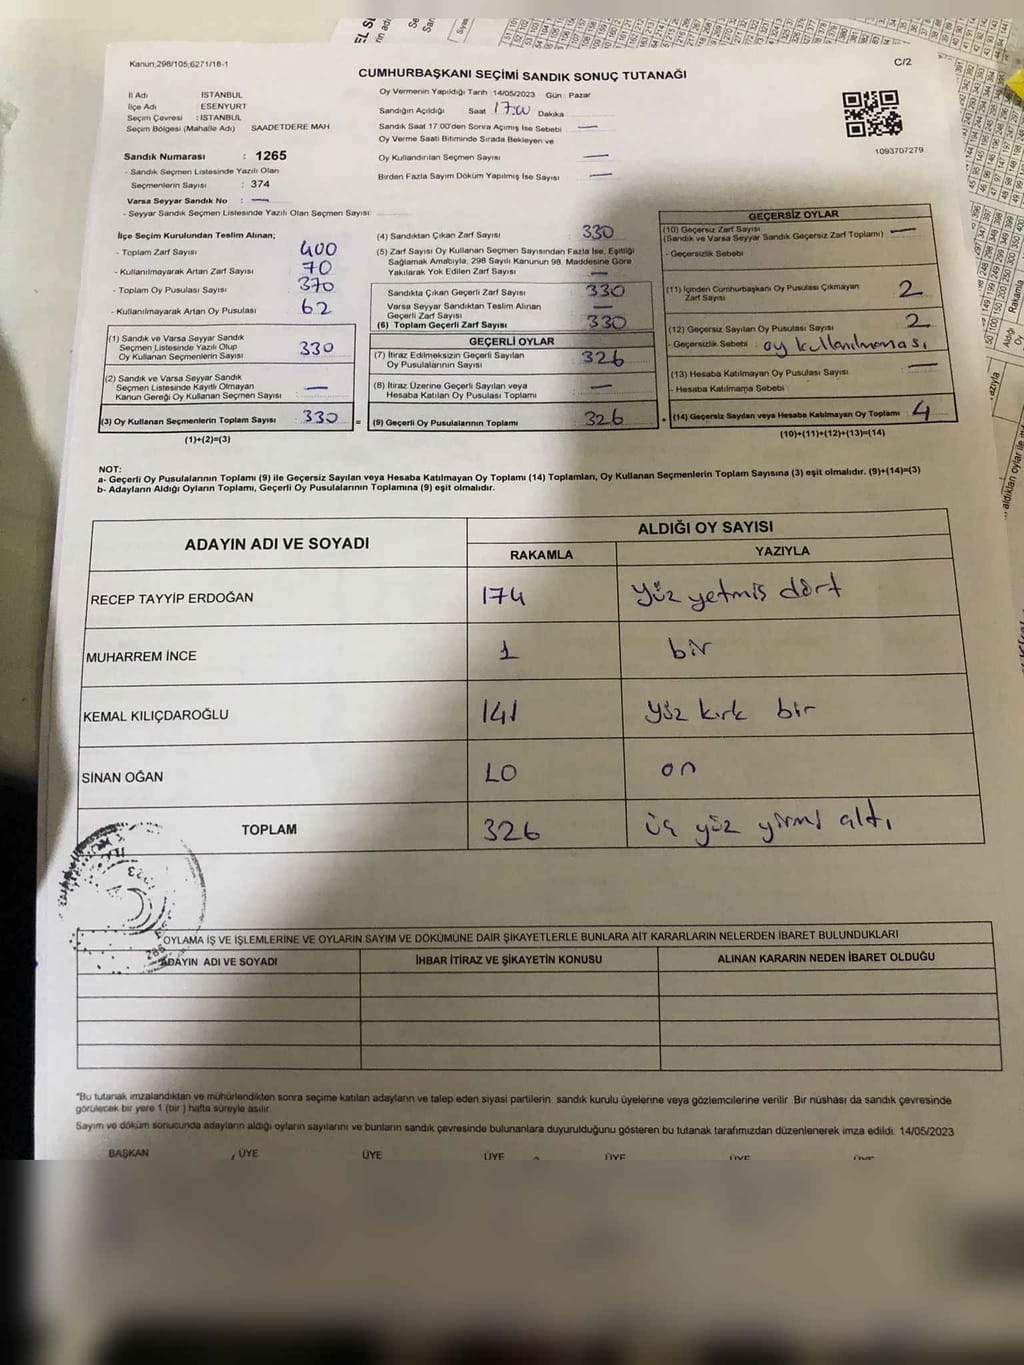 EL S
rin adı
Kanun,298/105,6271/18-1
CUMHURBAŞKANI SEÇİMİ SANDIK SONUÇ TUTANAĞI
C/2
İl Adı İSTANBUL
İlçe Adı : ESENYURT
Seçim Çevresi : İSTANBUL
Seçim Bölgesi (Mahalle Adı) SAADETDERE MAH
Sandık Numarası : 1265
- Sandık Seçmen Listesinde Yazılı Olan
Seçmenlerin Sayısı : 374
Varsa Seyyar Sandık No : —
- Seyyar Sandık Seçmen Listesinde Yazılı Olan Seçmen Sayısı:
Oy Vermenin Yapıldığı Tarih 14/05/2023 Gün : Pazar
Sandığın Açıldığı Saat 17:00 Dakika
Sandık Saat 17:00'den Sonra Açımış İse Sebebi —
Oy Verme Saati Bitiminde Sırada Bekleyen ve
Oy Kullandırılan Seçmen Sayısı —
Birden Fazla Sayım Döküm Yapılmış İse Sayısı —
1093707279
İlçe Seçim Kurulundan Teslim Alınan;
- Toplam Zarf Sayısı 400
- Kullanılmayarak Artan Zarf Sayısı 70
- Toplam Oy Pusulası Sayısı 370
- Kullanılmayarak Artan Oy Pusulası 62
(1) Sandık ve Varsa Seyyar Sandık
Seçmen Listesinde Yazılı Olup
Oy Kullanan Seçmenlerin Sayısı 330
(2) Sandık ve Varsa Seyyar Sandık
Seçmen Listesinde Kayıtlı Olmayan
Kanun Gereği Oy Kullanan Seçmen Sayısı —
(3) Oy Kullanan Seçmenlerin Toplam Sayısı 330 =
(1)+(2)=(3)
(4) Sandıktan Çıkan Zarf Sayısı 330
(5) Zarf Sayısı Oy Kullanan Seçmen Sayısından Fazla İse, Eşitliği
Sağlamak Amacıyla, 298 Sayılı Kanunun 98. Maddesine Göre
Yakılarak Yok Edilen Zarf Sayısı —
Sandıkta Çıkan Geçerli Zarf Sayısı 330
Varsa Seyyar Sandıktan Teslim Alınan
Geçerli Zarf Sayısı —
(6) Toplam Geçerli Zarf Sayısı 330
GEÇERLİ OYLAR
(7) İtiraz Edilmeksizin Geçerli Sayılan
Oy Pusulalarının Sayısı 326
(8) İtiraz Üzerine Geçerli Sayılan veya
Hesaba Katılan Oy Pusulası Toplamı —
(9) Geçerli Oy Pusulalarının Toplamı 326 +
GEÇERSİZ OYLAR
(10) Geçersiz Zarf Sayısı —
(Sandık ve Varsa Seyyar Sandık Geçersiz Zarf Toplamı)
- Geçersizlik Sebebi
(11) İçinden Cumhurbaşkanı Oy Pusulası Çıkmayan
Zarf Sayısı 2
(12) Geçersiz Sayılan Oy Pusulası Sayısı 2
- Geçersizlik Sebebi : oy kullanılmaması
(13) Hesaba Katılmayan Oy Pusulası Sayısı —
- Hesaba Katılmama Sebebi
(14) Geçersiz Sayılan veya Hesaba Katılmayan Oy Toplamı : 4
(10)+(11)+(12)+(13)=(14)
NOT:
a- Geçerli Oy Pusulalarının Toplamı (9) ile Geçersiz Sayılan veya Hesaba Katılmayan Oy Toplamı (14) Toplamları, Oy Kullanan Seçmenlerin Toplam Sayısına (3) eşit olmalıdır. (9)+(14)=(3)
b- Adayların Aldığı Oyların Toplamı, Geçerli Oy Pusulalarının Toplamına (9) eşit olmalıdır.
ADAYIN ADI VE SOYADI ALDIĞI OY SAYISI
RAKAMLA YAZIYLA
RECEP TAYYİP ERDOĞAN 174 yüz yetmiş dört
MUHARREM İNCE 1 bir
KEMAL KILIÇDAROĞLU 141 yüz kırk bir
SİNAN OĞAN 10 on
TOPLAM 326 üç yüz yirmi altı
OYLAMA İŞ VE İŞLEMLERİNE VE OYLARIN SAYIM VE DÖKÜMÜNE DAİR ŞİKAYETLERLE BUNLARA AİT KARARLARIN NELERDEN İBARET BULUNDUKLARI
ADAYIN ADI VE SOYADI İHBAR İTİRAZ VE ŞİKAYETİN KONUSU ALINAN KARARIN NEDEN İBARET OLDUĞU
"Bu tutanak imzalandıktan ve mühürlendikten sonra seçime katılan adayların ve talep eden siyasi partilerin sandık kurulu üyelerine veya gözlemcilerine verilir. Bir nüshası da sandık çevresinde
görülecek bir yere 1 (bir ) hafta süreyle asılır.
Sayım ve döküm sonucunda adayların aldığı oyların sayılarını ve bunların sandık çevresinde bulunanlara duyurulduğunu gösteren bu tutanak tarafımızdan düzenlenerek imza edildi. 14/05/2023
BAŞKAN ÜYE ÜYE ÜYE ÜYE ÜYE ÜYE